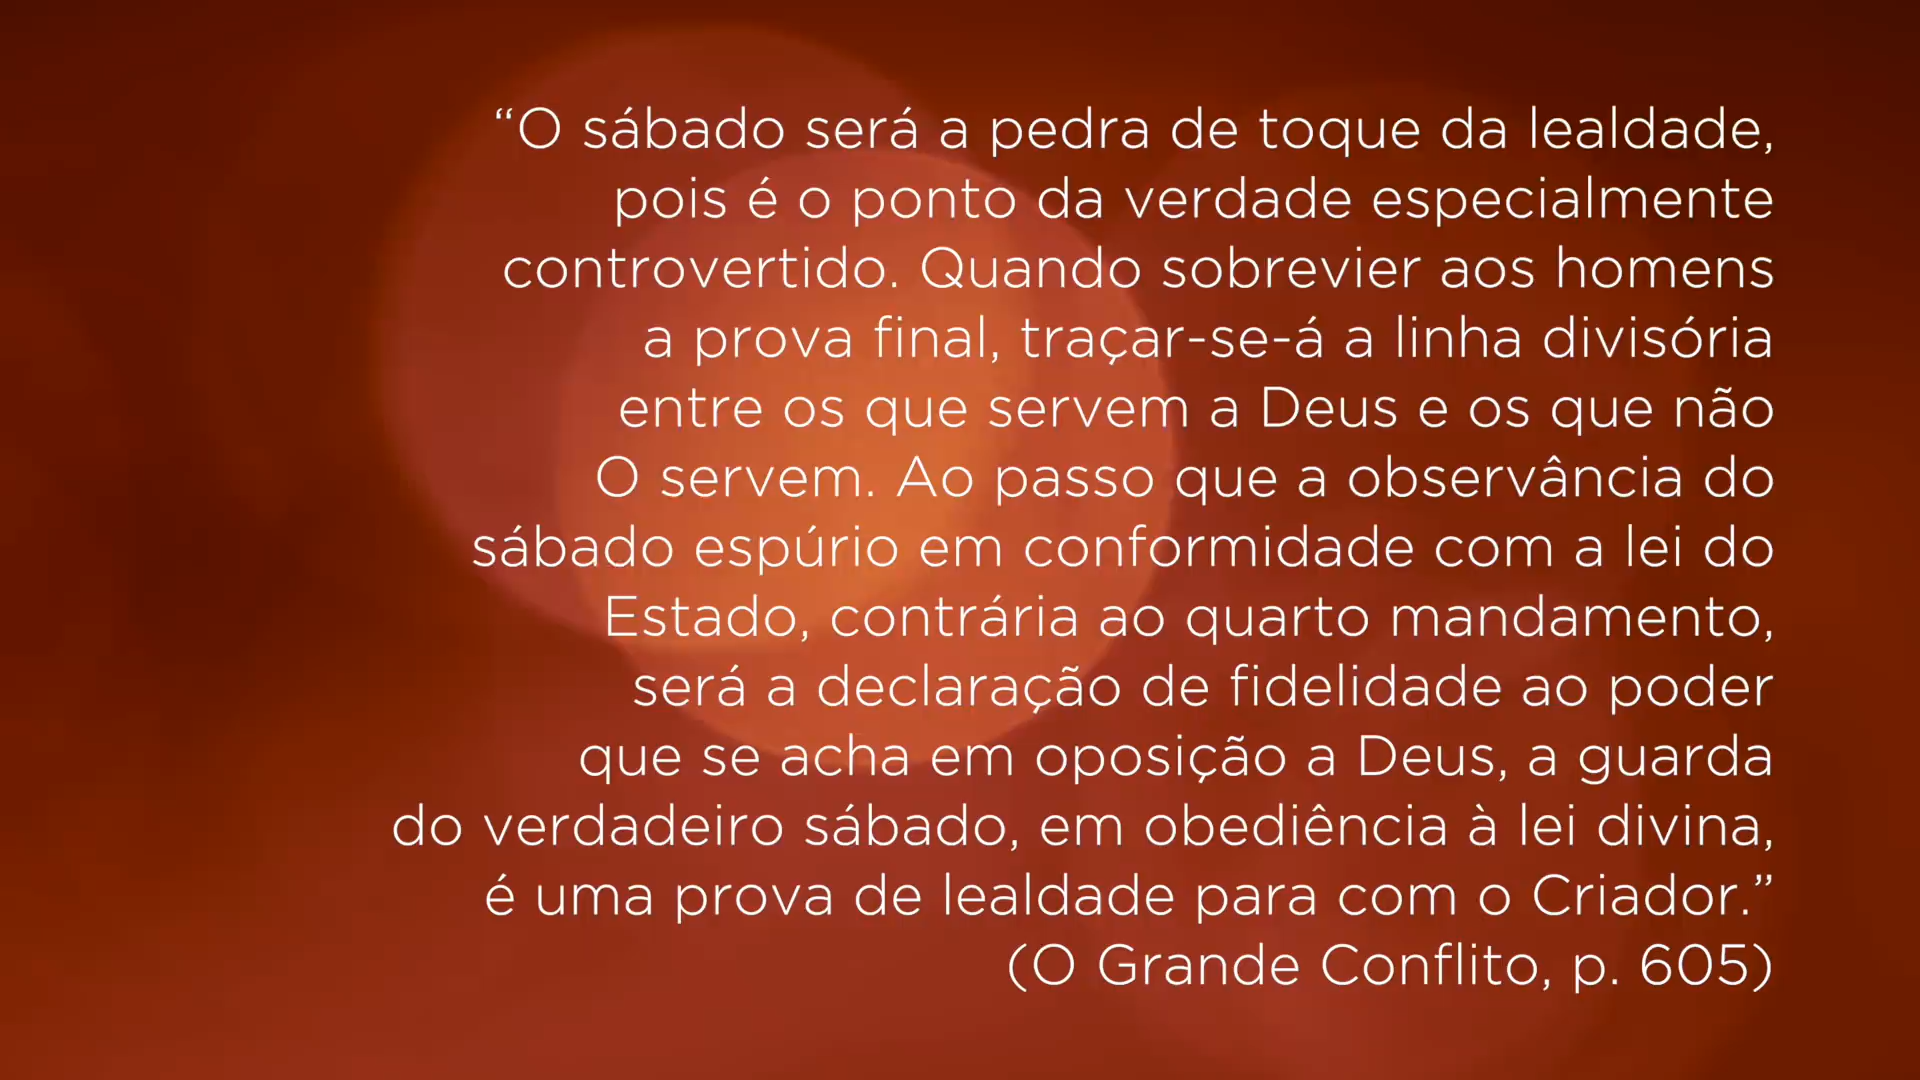 “O sábado será a pedra de toque da lealdade,
pois é o ponto da verdade especialmente
controvertido. Quando sobrevier aos homens
a prova final, traçar-se-á a linha divisória
entre os que servem a Deus e os que não
O servem. Ao passo que a observância do
sábado espúrio em conformidade com a lei do
Estado, contrária ao quarto mandamento,
será a declaração de fidelidade ao poder
que se acha em oposição a Deus, a guarda
do verdadeiro sábado, em obediência à lei divina,
é uma prova de lealdade para com o Criador.”
(O Grande Conflito, p. 605)